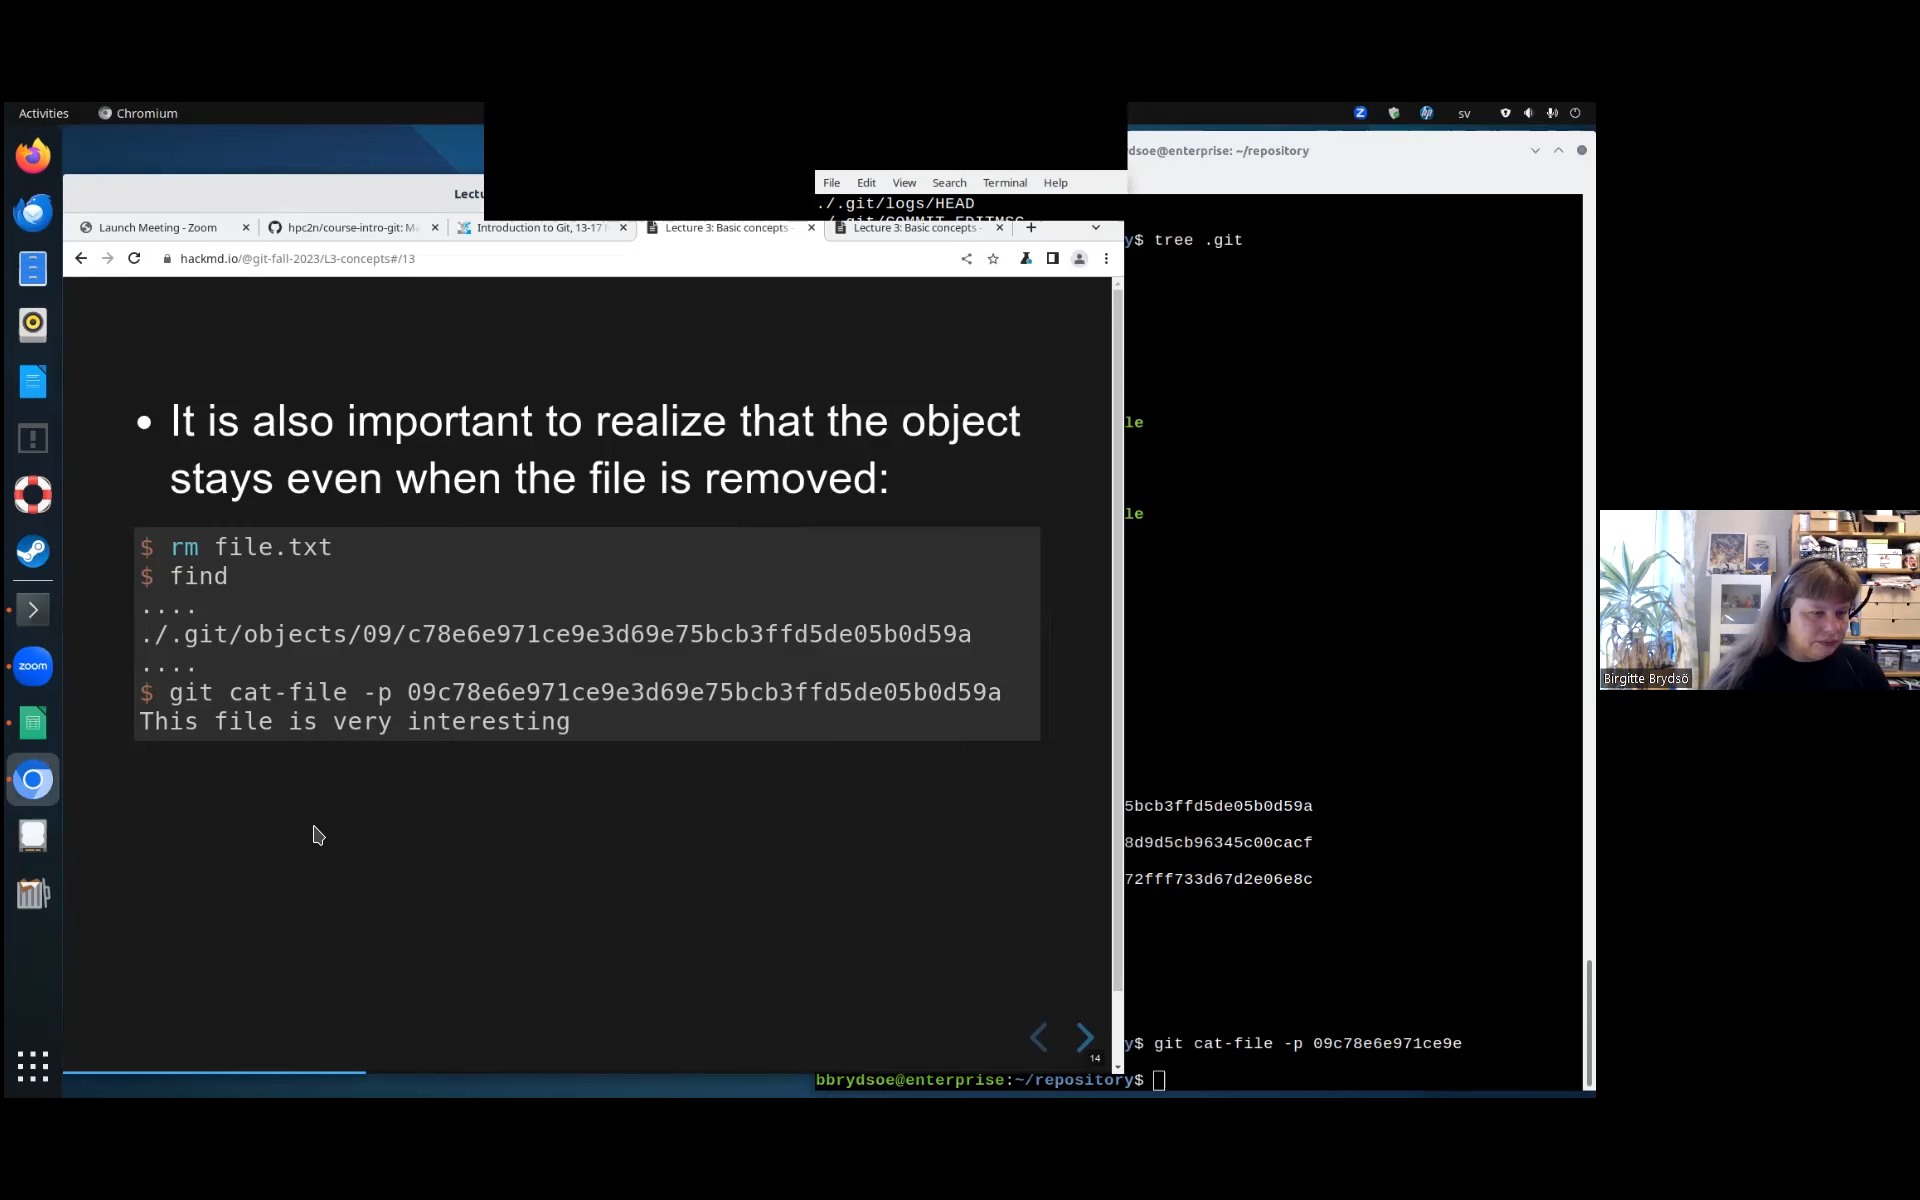 Activities
Chromium
sv
dsoe@enterprise: ~/repository
Lectu
File Edit View Search Terminal Help
./.git/logs/HEAD
Launch Meeting - Zoom
hpc2n/course-intro-git: M
Introduction to Git, 13-17
Lecture 3: Basic concepts -
Lecture 3: Basic concepts -
y$ tree .git
hackmd.io/@git-fall-2023/L3-concepts#/13
• It is also important to realize that the object
stays even when the file is removed:
$ rm file.txt
$ find
....
./.git/objects/09/c78e6e971ce9e3d69e75bcb3ffd5de05b0d59a
....
$ git cat-file -p 09c78e6e971ce9e3d69e75bcb3ffd5de05b0d59a
This file is very interesting
14
le
le
5bcb3ffd5de05b0d59a
8d9d5cb96345c00cacf
72fff733d67d2e06e8c
y$ git cat-file -p 09c78e6e971ce9e
bbrydsoe@enterprise:~/repository$
zoom
Birgitte Brydsö